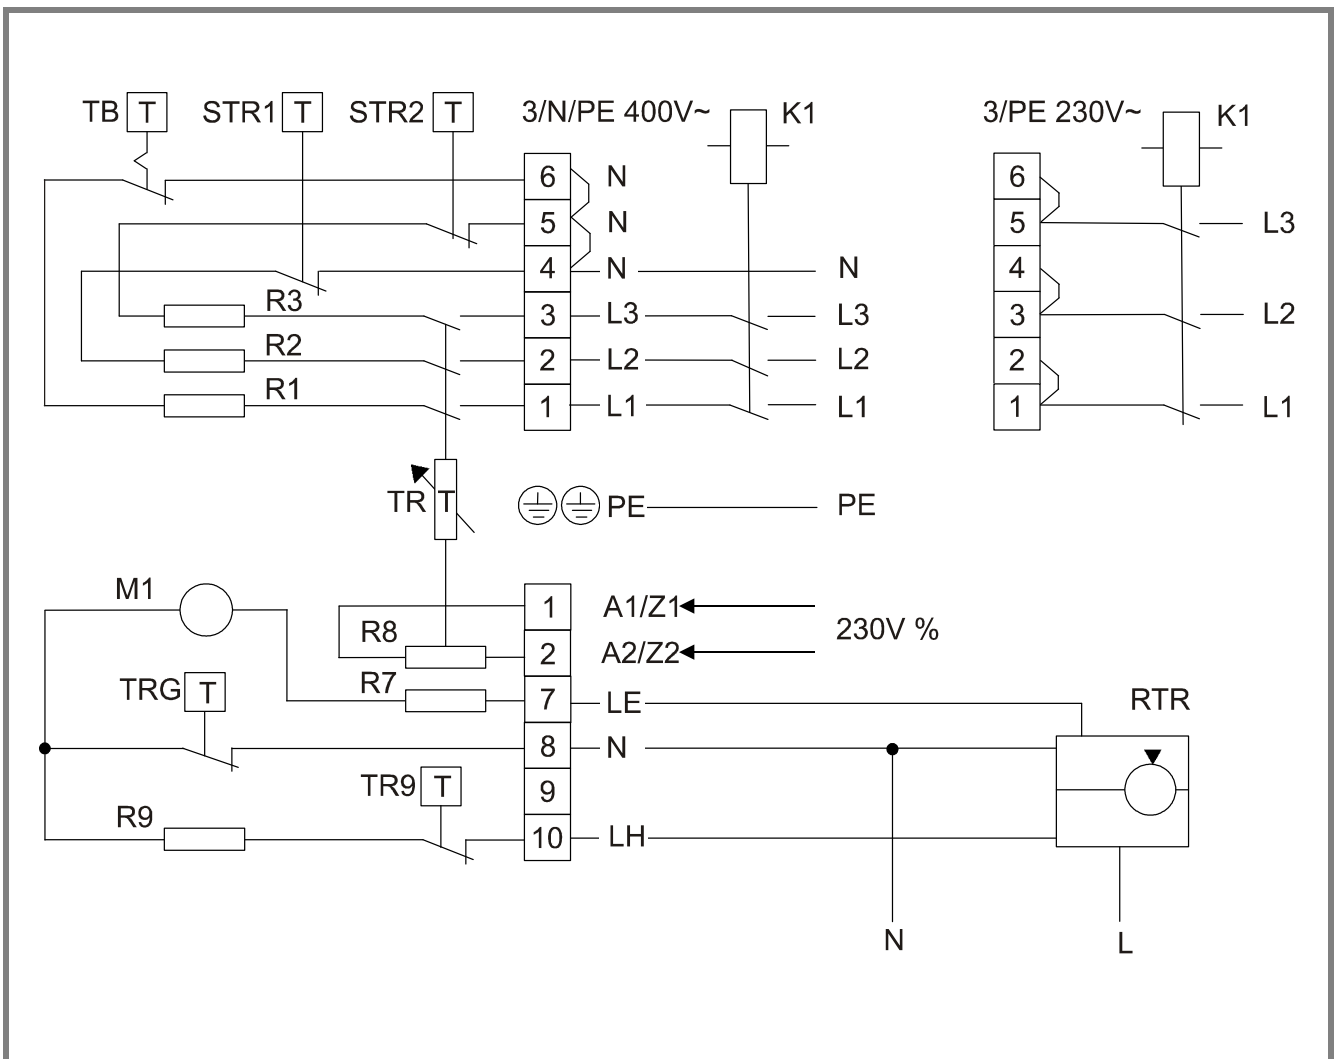 TB T STR1 T STR2 T 3/N/PE 400V~ K1 3/PE 230V~ K1
6 N 6
5 N 5 L3
4 N N 4
R3 3 L3 L3 3 L2
R2 2 L2 L2 2
R1 1 L1 L1 1 L1
TR T PE PE
M1 1 A1/Z1
230V %
R8 2 A2/Z2
TRG T R7 7 LE RTR
8 N
TR9 T 9
R9 10 LH
N L